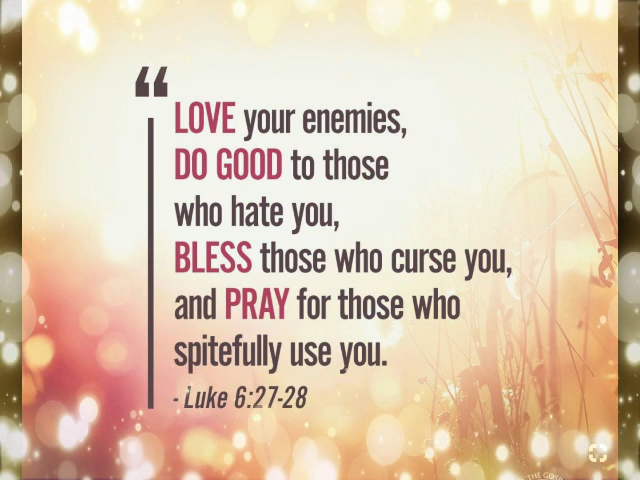 “
LOVE your enemies,
DO GOOD to those
who hate you,
BLESS those who curse you,
and PRAY for those who
spitefully use you.
- Luke 6:27-28
THE